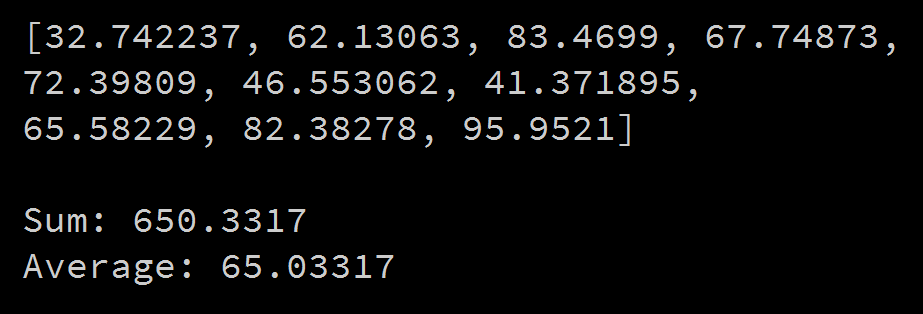 [32.742237, 62.13063, 83.4699, 67.74873,
72.39809, 46.553062, 41.371895,
65.58229, 82.38278, 95.9521]
Sum: 650.3317
Average: 65.03317